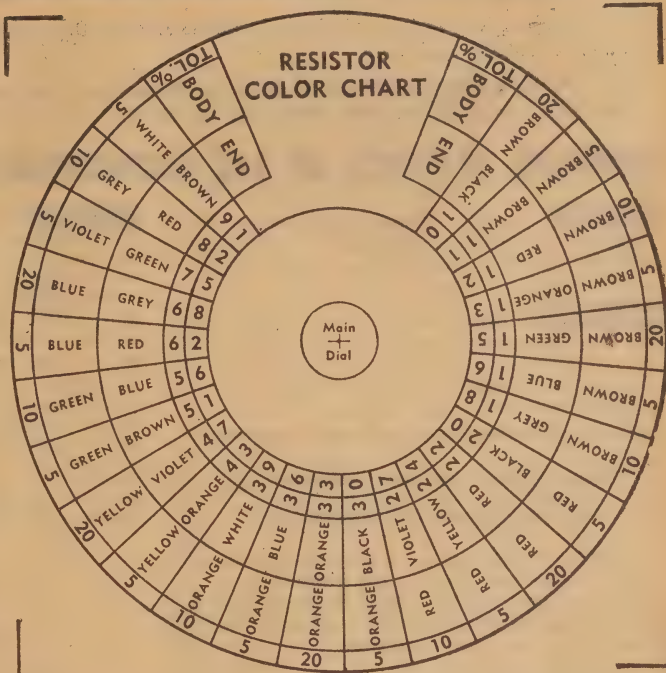 RESISTOR
COLOR CHART
TOL. % BODY END
20 BROWN BLACK 1 0
5 BROWN BROWN 1 1
10 BROWN RED 1 2
5 BROWN ORANGE 1 3
20 BROWN GREEN 1 5
5 BROWN BLUE 1 6
10 BROWN GREY 1 8
5 RED BLACK 2 0
20 RED RED 2 2
5 RED YELLOW 2 4
10 RED VIOLET 2 7
5 ORANGE BLACK 3 0
20 ORANGE ORANGE 3 3
5 ORANGE BLUE 3 6
10 ORANGE WHITE 3 9
5 YELLOW ORANGE 4 3
20 YELLOW VIOLET 4 7
5 GREEN BROWN 5 1
10 GREEN BLUE 5 6
5 BLUE RED 6 2
20 BLUE GREY 6 8
5 VIOLET GREEN 7 5
10 GREY RED 8 2
5 WHITE BROWN 9 1
TOL. % BODY END
Main
Dial